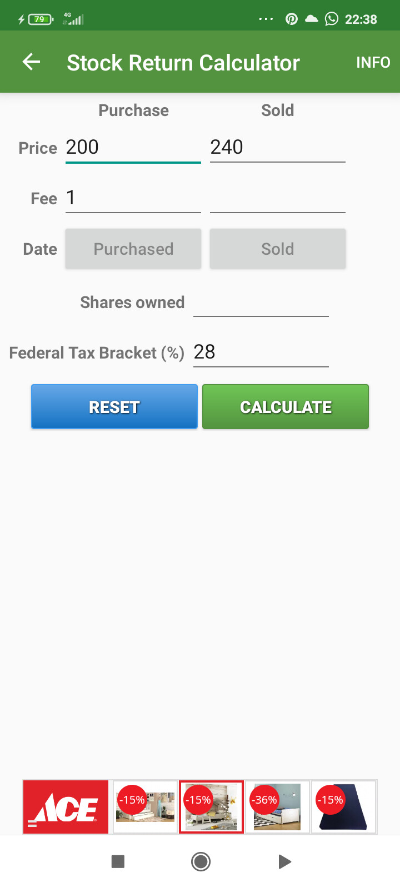 79 4G ... 22:38
Stock Return Calculator INFO
Purchase Sold
Price 200 240
Fee 1
Date Purchased Sold
Shares owned
Federal Tax Bracket (%) 28
RESET CALCULATE
ACE -15% -15% -36% -15%